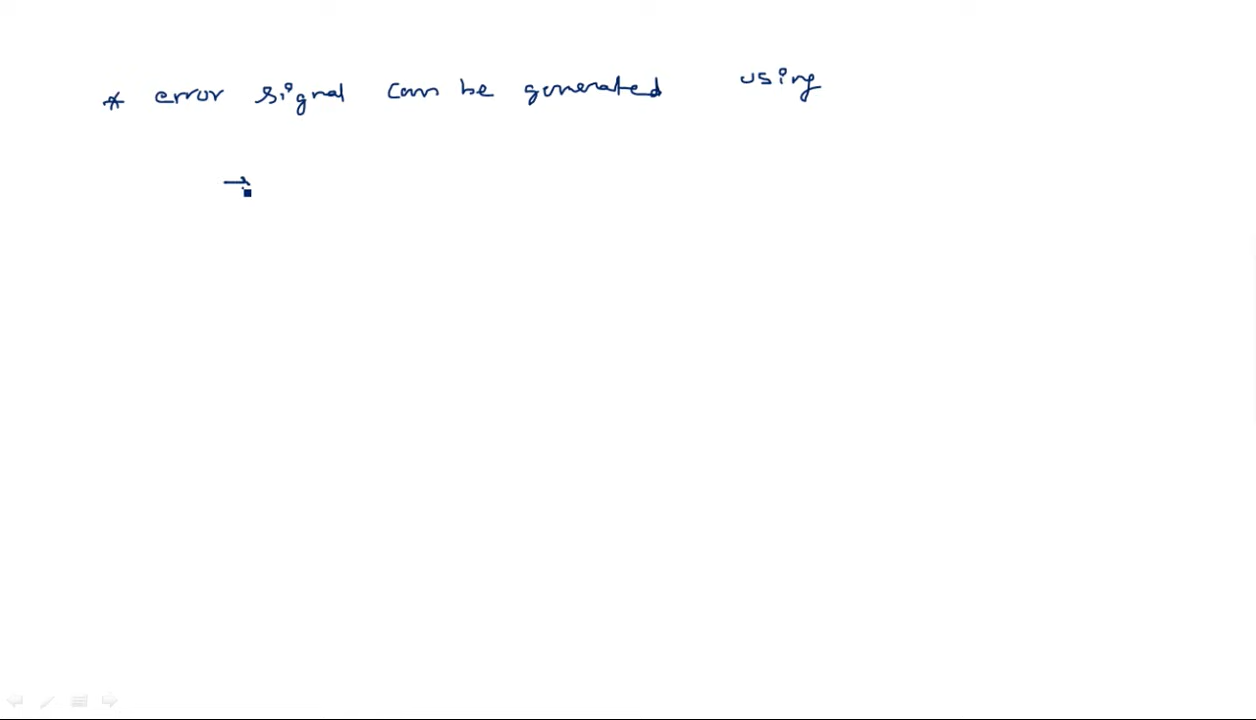 * error signal can be generated using
→